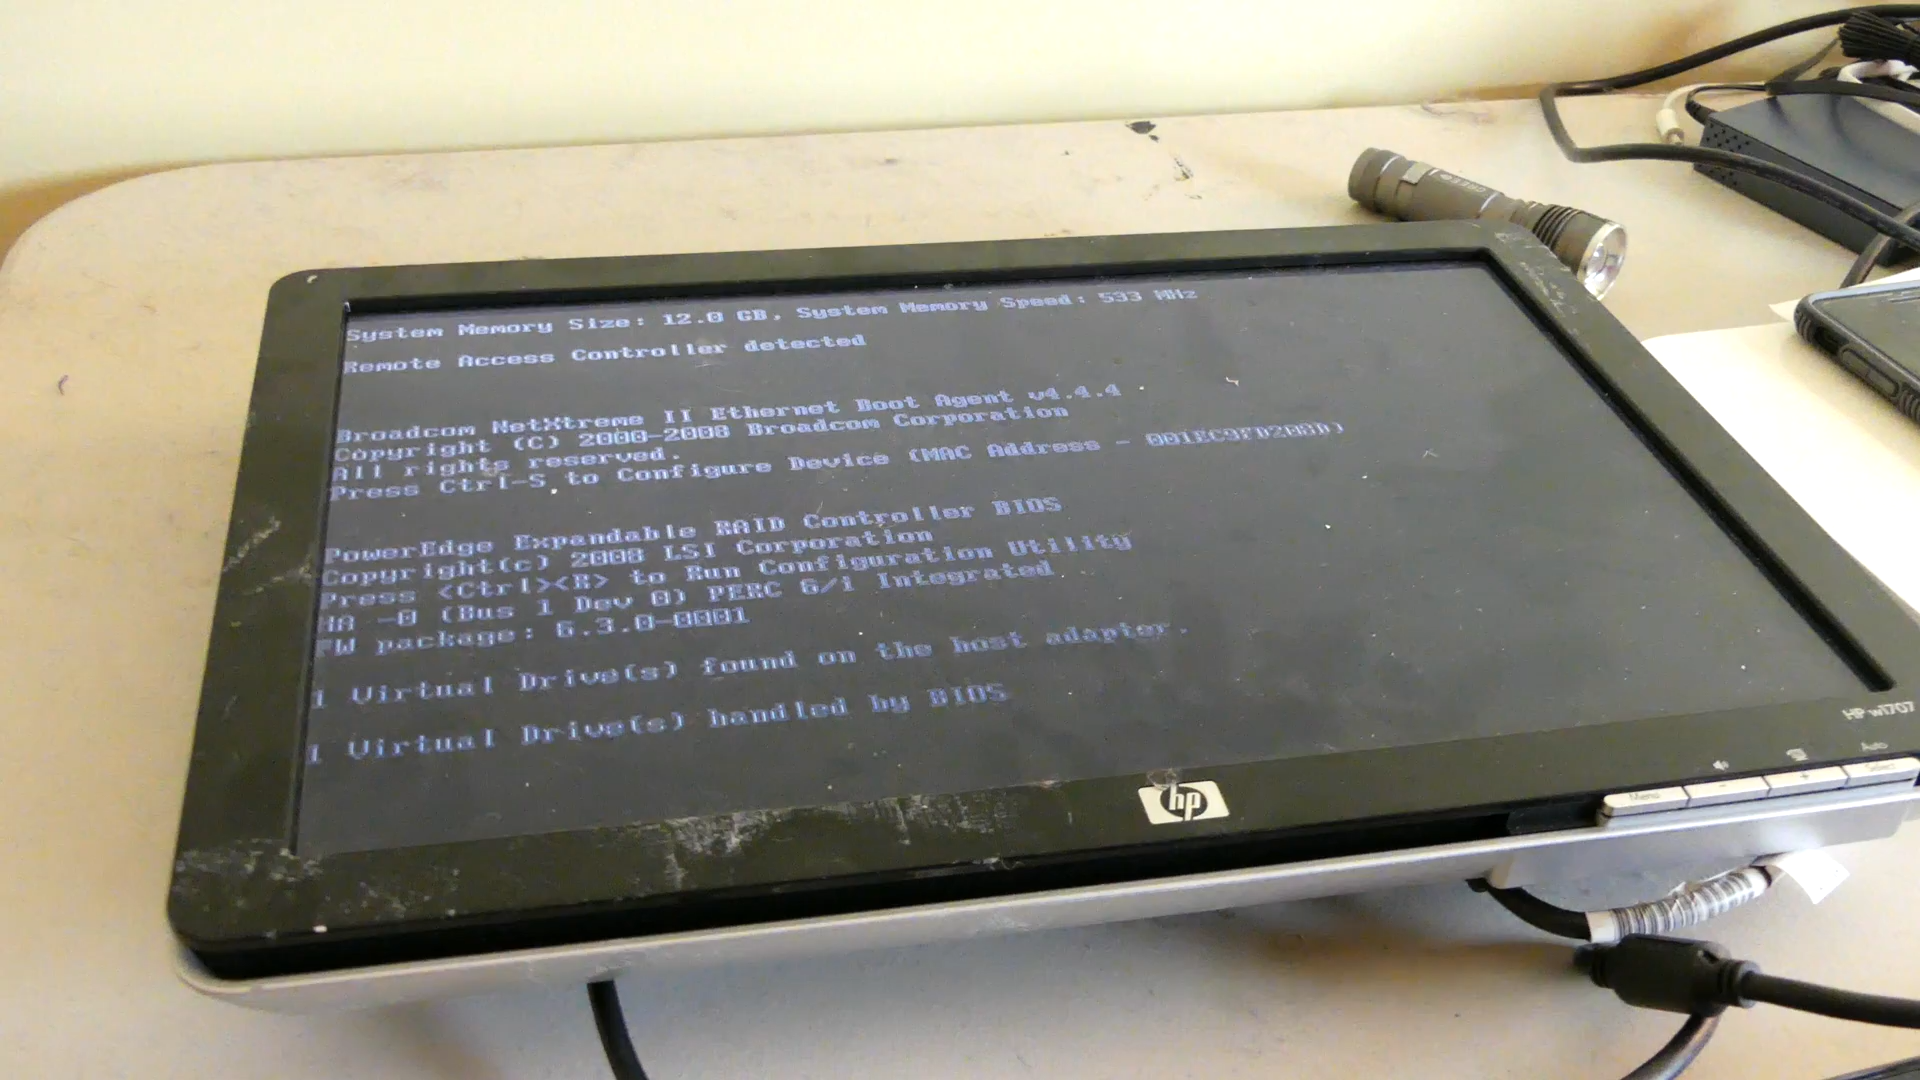 CREE
System Memory Size: 12.0 GB, System Memory Speed: 533 MHz
Remote Access Controller detected
Broadcom NetXtreme II Ethernet Boot Agent v4.4.4
Copyright (C) 2000-2008 Broadcom Corporation
All rights reserved.
Press Ctrl-S to Configure Device (MAC Address -
PowerEdge Expandable RAID Controller BIOS
Copyright(c) 2008 LSI Corporation
Press <Ctrl><R> to Run Configuration Utility
HA -0 (Bus 1 Dev 0) PERC 6/i Integrated
FW package: 6.3.0-0001
1 Virtual Drive(s) found on the host adapter.
1 Virtual Drive(s) handled by BIOS
HP w1707
Auto
Menu
-
+
Select
hp